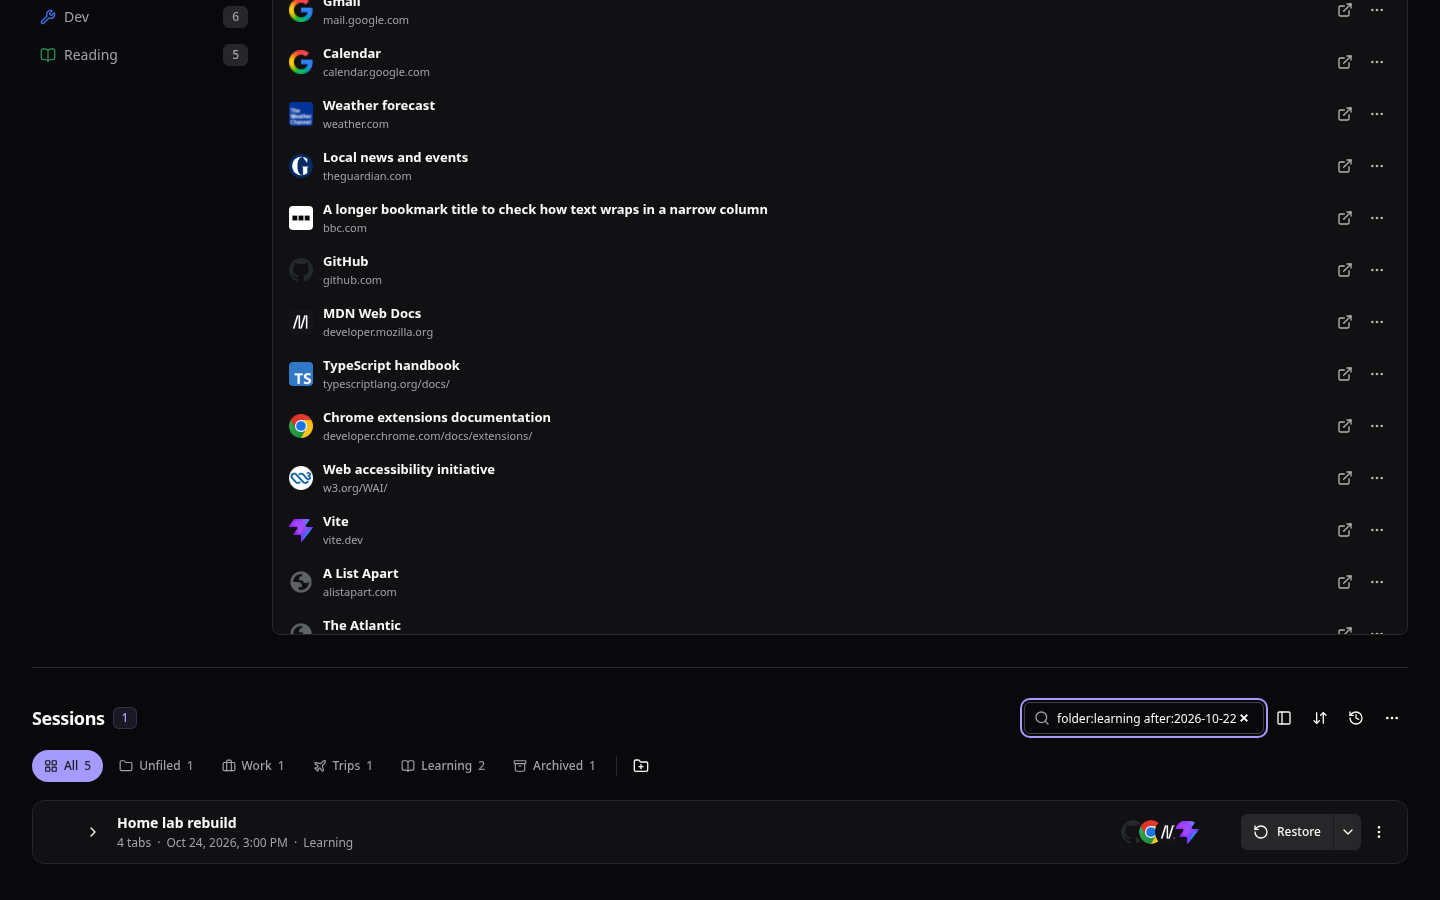 Dev 6
Reading 5
Gmail
mail.google.com
Calendar
calendar.google.com
Weather forecast
weather.com
Local news and events
theguardian.com
A longer bookmark title to check how text wraps in a narrow column
bbc.com
GitHub
github.com
MDN Web Docs
developer.mozilla.org
TypeScript handbook
typescriptlang.org/docs/
Chrome extensions documentation
developer.chrome.com/docs/extensions/
Web accessibility initiative
w3.org/WAI/
Vite
vite.dev
A List Apart
alistapart.com
The Atlantic
Sessions 1
folder:learning after:2026-10-22
All 5 Unfiled 1 Work 1 Trips 1 Learning 2 Archived 1
Home lab rebuild
4 tabs · Oct 24, 2026, 3:00 PM · Learning
Restore